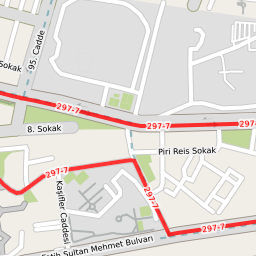 95. Cadde
Sokak
297-7
297-7
297-7
8. Sokak
Piri Reis Sokak
297-7
Kaşifler
Caddesi
297-7
297-7
Fatih Sultan Mehmet Bulvarı